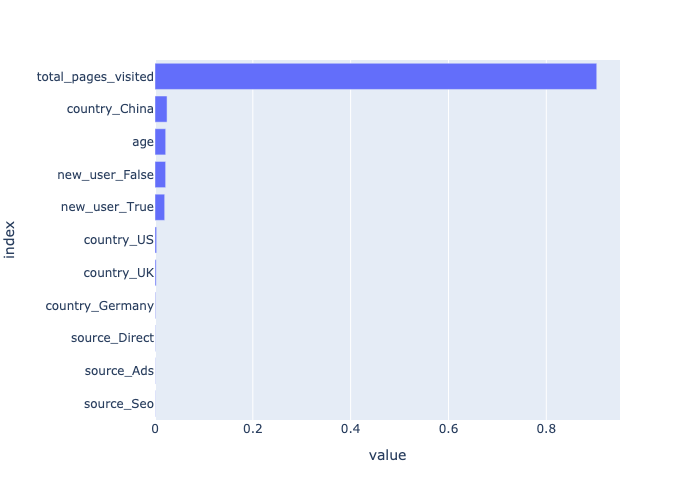 total_pages_visited
country_China
age
new_user_False
new_user_True
country_US
country_UK
country_Germany
source_Direct
source_Ads
source_Seo
index
0 0.2 0.4 0.6 0.8
value